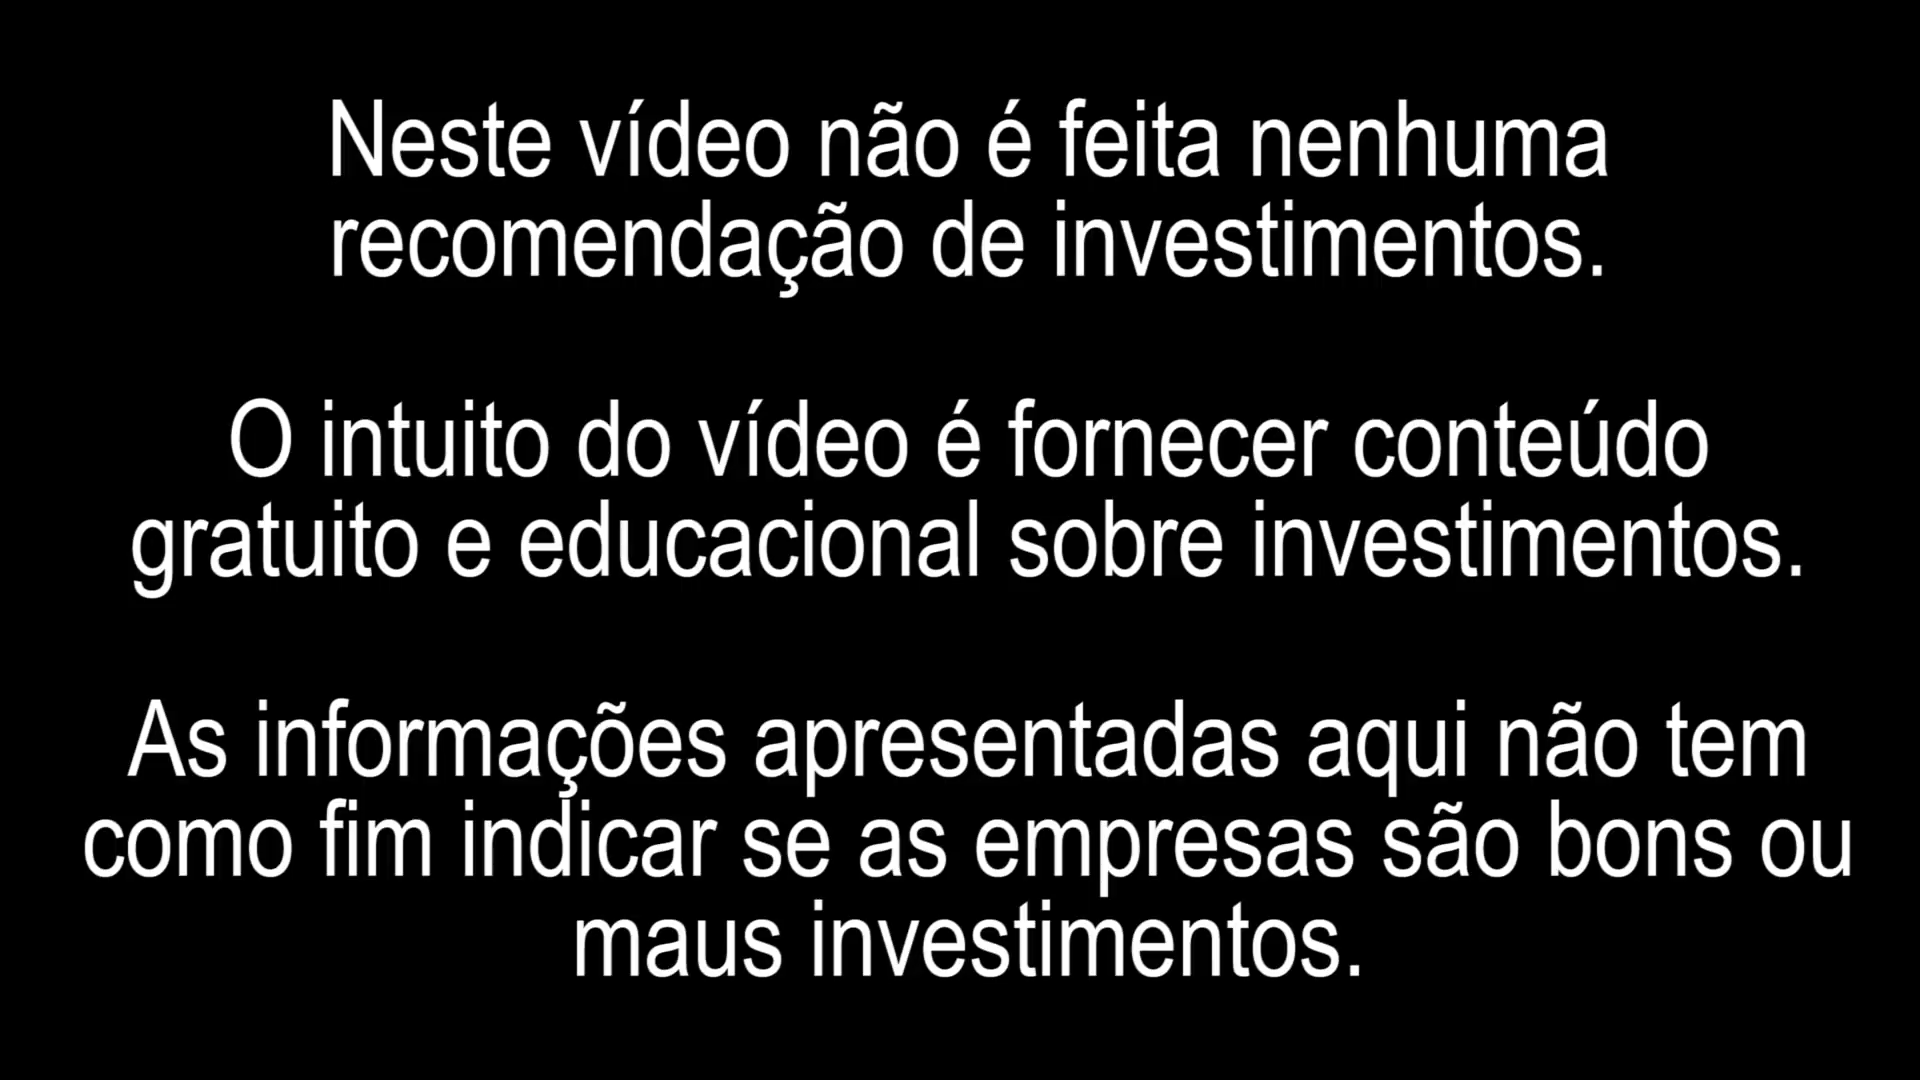 Neste vídeo não é feita nenhuma
recomendação de investimentos.
O intuito do vídeo é fornecer conteúdo
gratuito e educacional sobre investimentos.
As informações apresentadas aqui não tem
como fim indicar se as empresas são bons ou
maus investimentos.